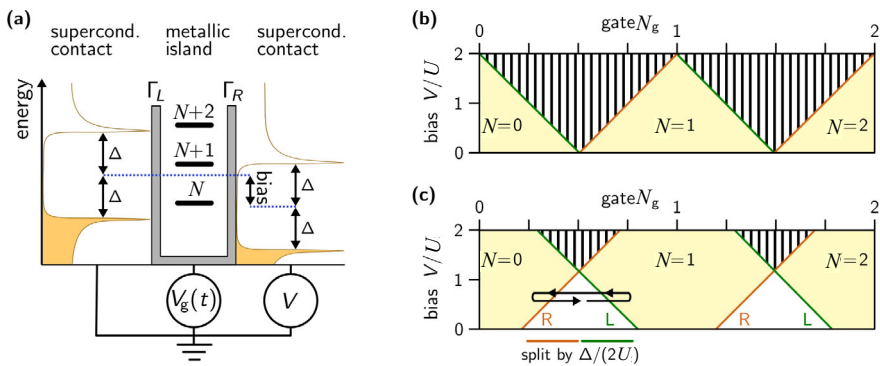 (a)
supercond. contact
metallic island
supercond. contact
energy
Γ_L
Γ_R
N+2
N+1
N
Δ
Δ
bias
Δ
Δ
V_g(t)
V
(b)
gate N_g
0
1
2
bias V/U
2
1
0
N=0
N=1
N=2
(c)
gate N_g
0
1
2
bias V/U
2
1
0
N=0
N=1
N=2
R
L
R
L
split by Δ/(2U)